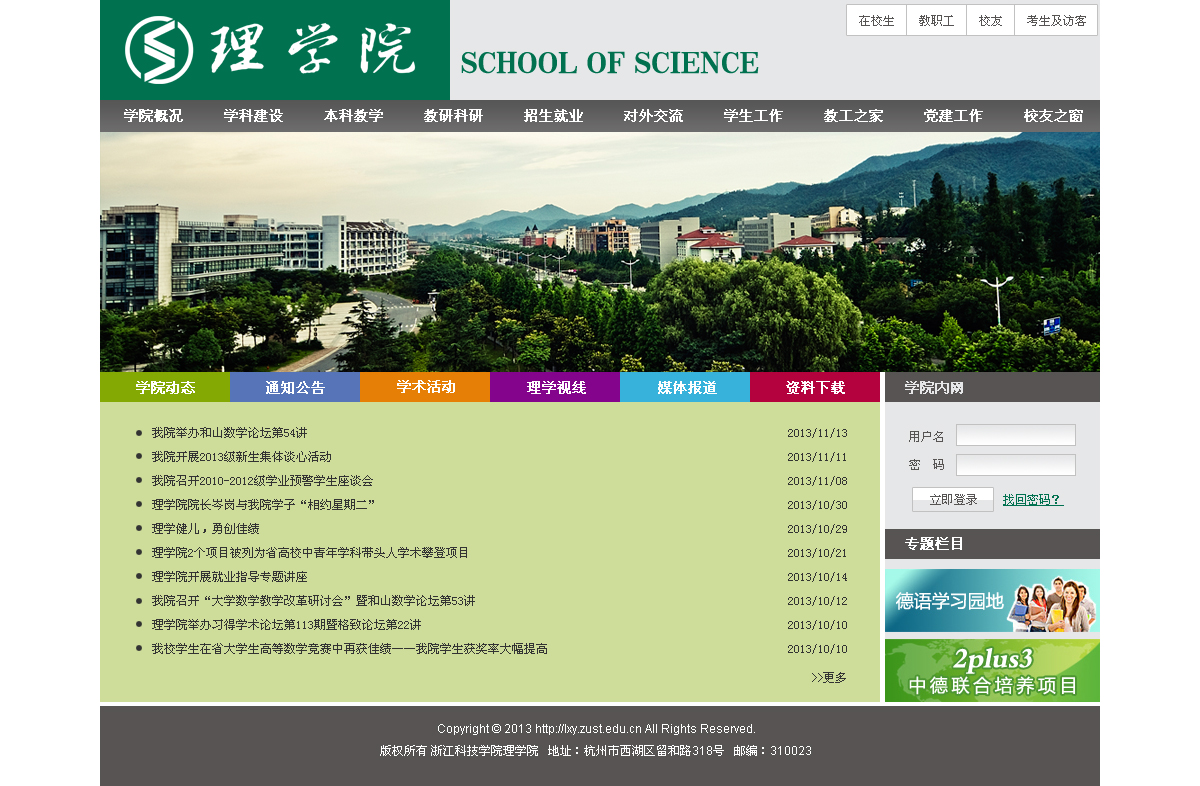 理学院
SCHOOL OF SCIENCE
在校生 教职工 校友 考生及访客
学院概况 学科建设 本科教学 教研科研 招生就业 对外交流 学生工作 教工之家 党建工作 校友之窗
学院动态 通知公告 学术活动 理学视线 媒体报道 资料下载 学院内网
我院举办和山数学论坛第54讲 2013/11/13
我院开展2013级新生集体谈心活动 2013/11/11
我院召开2010-2012级学业预警学生座谈会 2013/11/08
理学院院长岑岗与我院学子“相约星期二” 2013/10/30
理学健儿，勇创佳绩 2013/10/29
理学院2个项目被列为省高校中青年学科带头人学术攀登项目 2013/10/21
理学院开展就业指导专题讲座 2013/10/14
我院召开“大学数学教学改革研讨会”暨和山数学论坛第53讲 2013/10/12
理学院举办习得学术论坛第113期暨格致论坛第22讲 2013/10/10
我校学生在省大学生高等数学竞赛中再获佳绩——我院学生获奖率大幅提高 2013/10/10
>>更多
用户名
密 码
立即登录 找回密码？
专题栏目
德语学习园地
2plus3
中德联合培养项目
Copyright © 2013 http://lxy.zust.edu.cn All Rights Reserved.
版权所有 浙江科技学院理学院 地址：杭州市西湖区留和路318号 邮编：310023